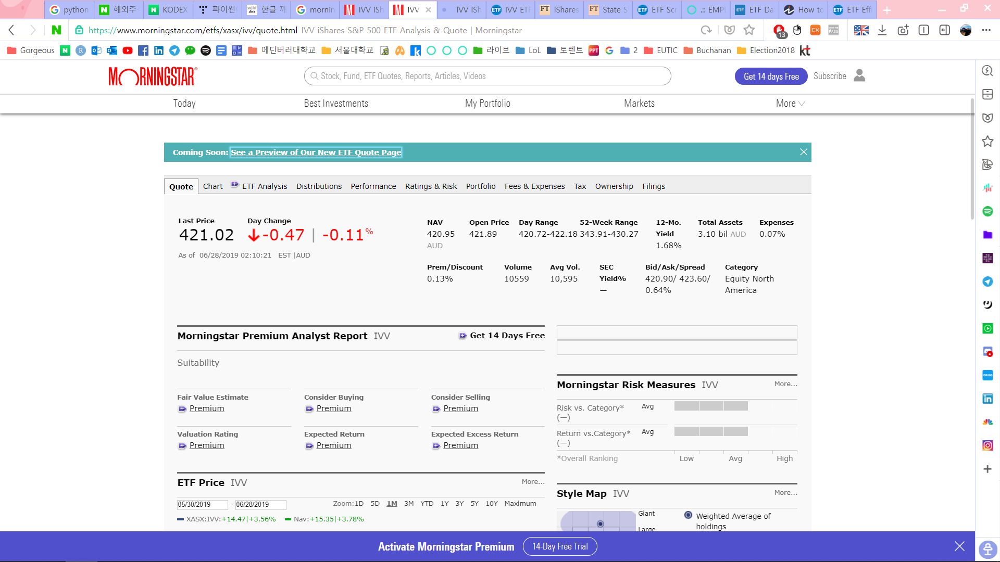 python
해외주
KODEX
파이썬
한글 깨
mornin
IVV iSh
IVV
IVV iSh
IVV ETF
iShares
State S
ETF Scr
.:: EMP
ETF Da
How to
ETF Effi
https://www.morningstar.com/etfs/xasx/ivv/quote.html IVV iShares S&P 500 ETF Analysis & Quote | Morningstar
13
Gorgeous
에딘버러대학교
서울대학교
라이브
LoL
토렌트
2
EUTIC
Buchanan
Election2018
kt
MORNINGSTAR
Stock, Fund, ETF Quotes, Reports, Articles, Videos
Get 14 days Free
Subscribe
Today
Best Investments
My Portfolio
Markets
More
Coming Soon: See a Preview of Our New ETF Quote Page
Quote Chart ETF Analysis Distributions Performance Ratings & Risk Portfolio Fees & Expenses Tax Ownership Filings
Last Price
421.02
Day Change
-0.47 | -0.11%
As of 06/28/2019 02:10:21 EST |AUD
NAV
420.95
AUD
Open Price
421.89
Day Range
420.72-422.18
52-Week Range
343.91-430.27
12-Mo.
Yield
1.68%
Total Assets
3.10 bil AUD
Expenses
0.07%
Prem/Discount
0.13%
Volume
10559
Avg Vol.
10,595
SEC
Yield%
—
Bid/Ask/Spread
420.90/ 423.60/
0.64%
Category
Equity North
America
Morningstar Premium Analyst Report IVV
Get 14 Days Free
Suitability
Fair Value Estimate
Premium
Consider Buying
Premium
Consider Selling
Premium
Valuation Rating
Premium
Expected Return
Premium
Expected Excess Return
Premium
Morningstar Risk Measures IVV
More...
Risk vs. Category*
(—)
Avg
Return vs.Category*
(—)
Avg
*Overall Ranking
Low
Avg
High
ETF Price IVV
More...
05/30/2019 - 06/28/2019
Zoom: 1D 5D 1M 3M YTD 1Y 3Y 5Y 10Y Maximum
XASX:IVV:+14.47|+3.56% Nav:+15.35|+3.78%
Style Map IVV
More...
Giant
Large
Weighted Average of
holdings
Activate Morningstar Premium
14-Day Free Trial